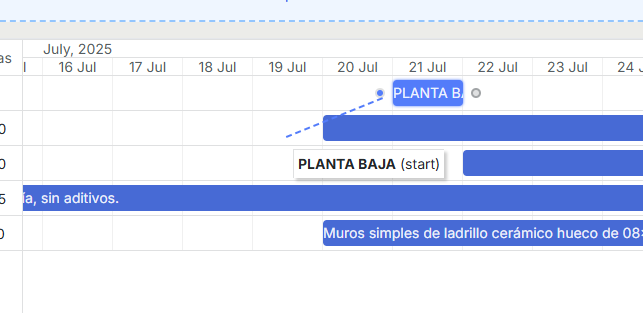 July, 2025
as
16 Jul 17 Jul 18 Jul 19 Jul 20 Jul 21 Jul 22 Jul 23 Jul 24
PLANTA BA
0
0
PLANTA BAJA (start)
5
ía, sin aditivos.
0
Muros simples de ladrillo cerámico hueco de 08